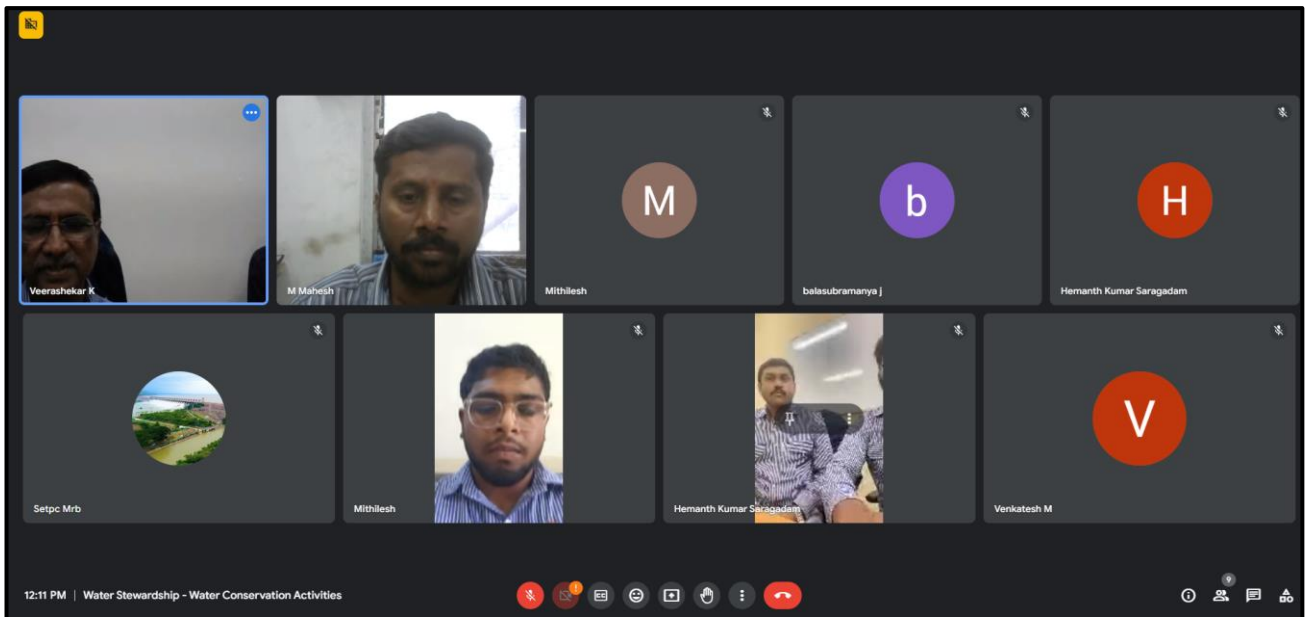 M
b
H
Veerashekar K
M Mahesh
Mithilesh
balasubramanya j
Hemanth Kumar Saragadam
V
Setpc Mrb
Mithilesh
Hemanth Kumar Saragadam
Venkatesh M
9
12:11 PM | Water Stewardship - Water Conservation Activities
! CC